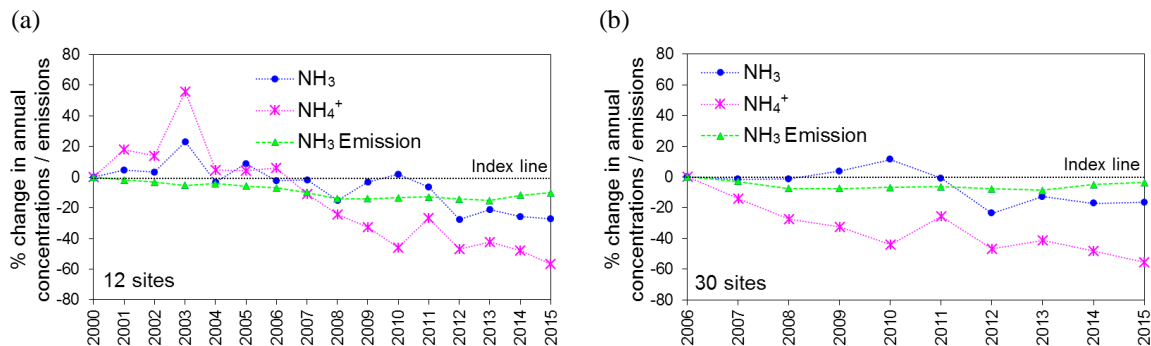 (a)
% change in annual
concentrations / emissions
80
60
40
20
0
-20
-40
-60
-80
NH₃
NH₄⁺
NH₃ Emission
Index line
12 sites
2000
2001
2002
2003
2004
2005
2006
2007
2008
2009
2010
2011
2012
2013
2014
2015
(b)
% change in annual
concentrations / emissions
80
60
40
20
0
-20
-40
-60
-80
NH₃
NH₄⁺
NH₃ Emission
Index line
30 sites
2006
2007
2008
2009
2010
2011
2012
2013
2014
2015